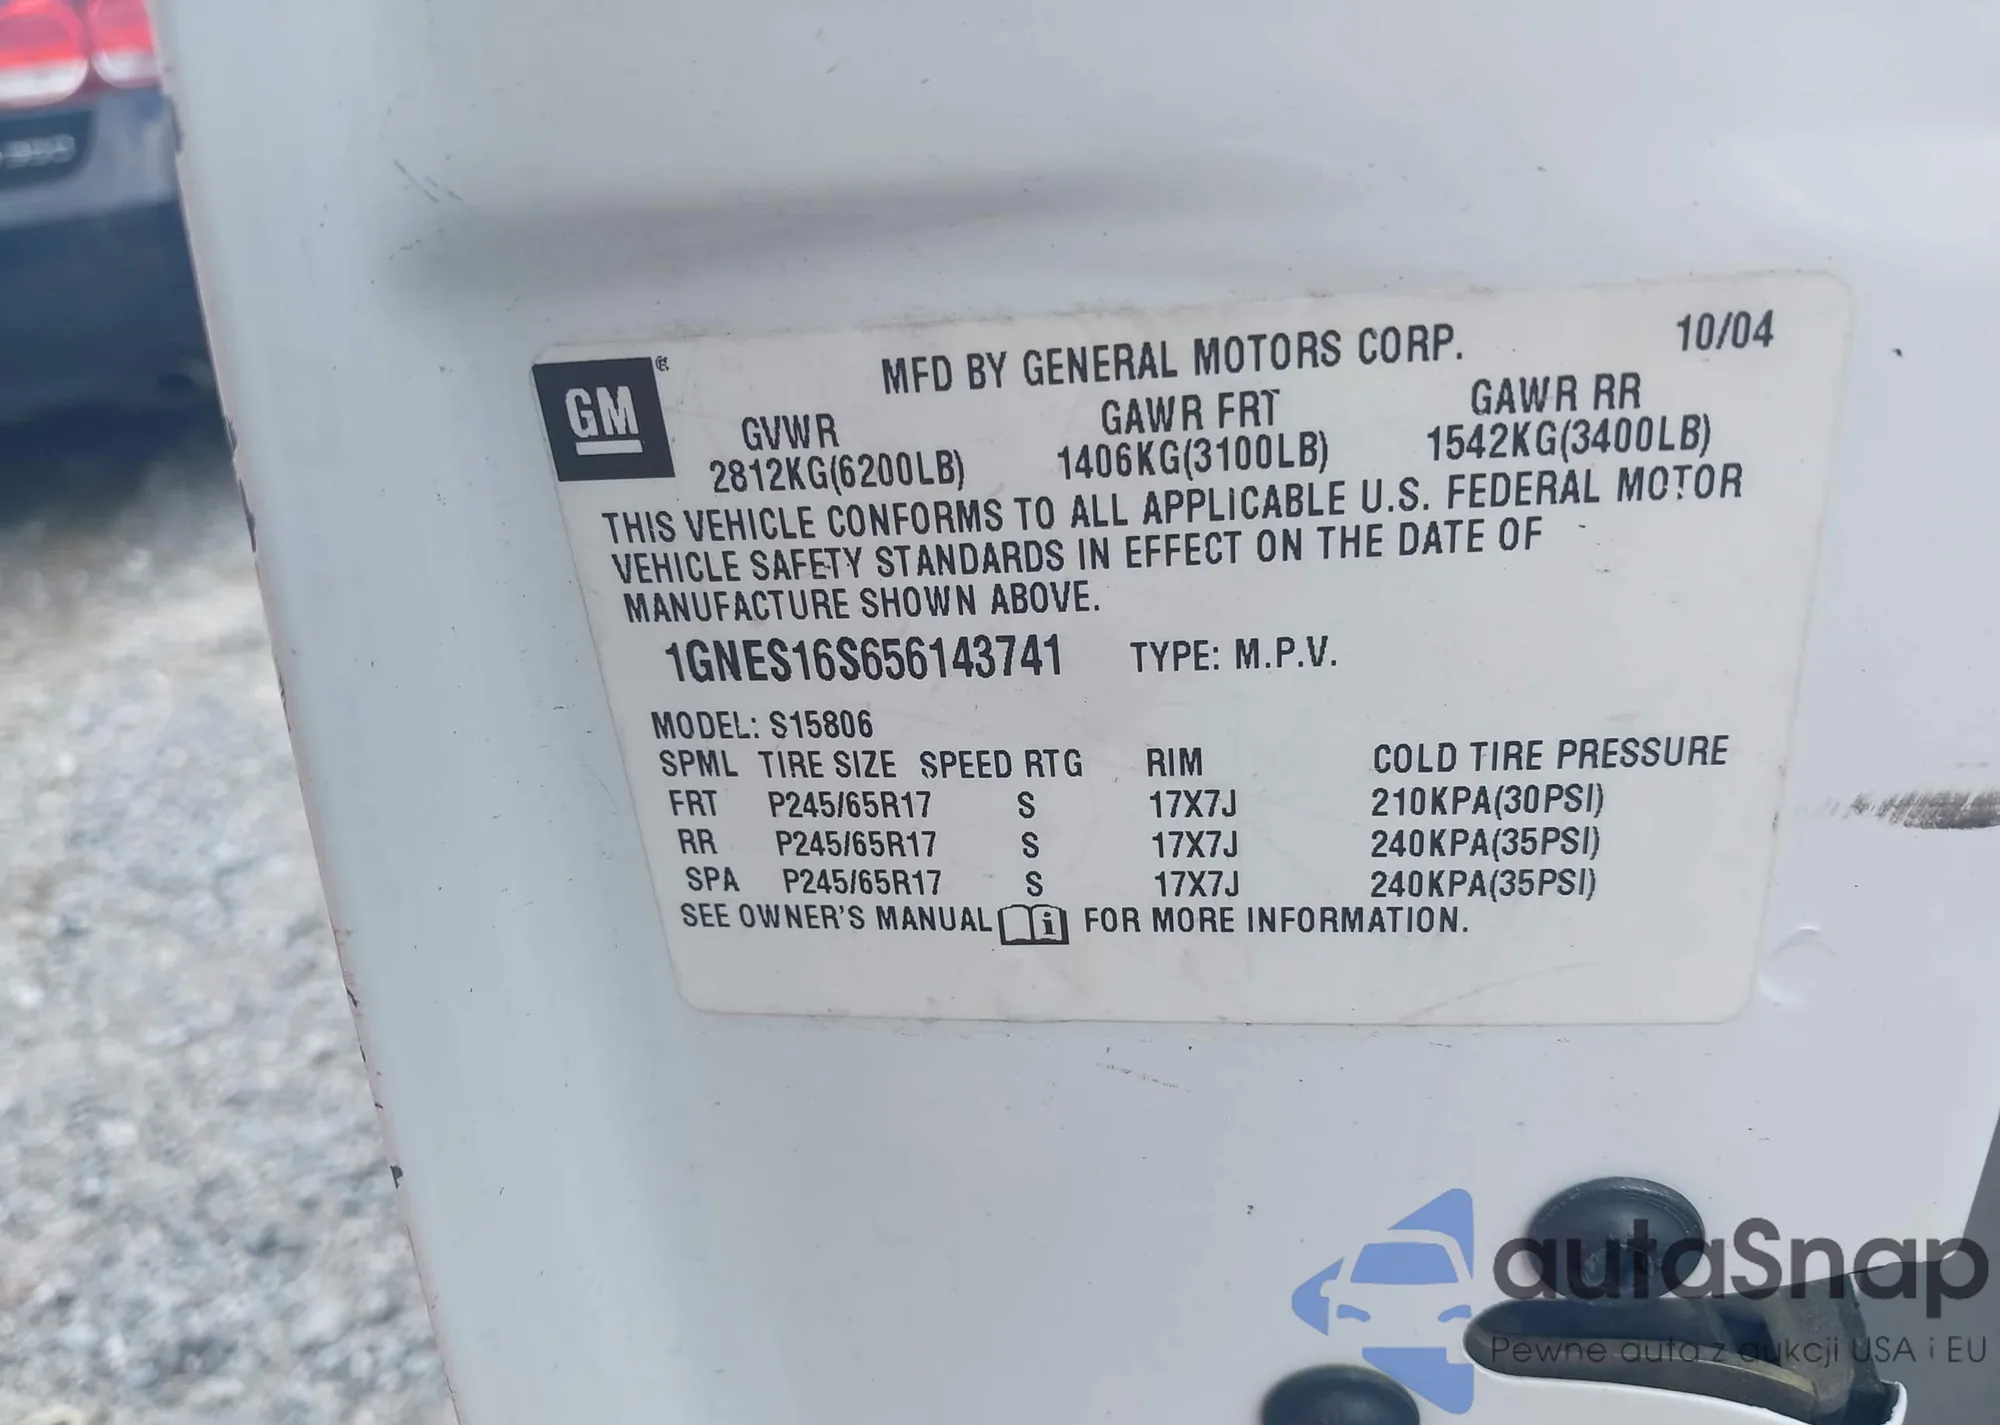 MFD BY GENERAL MOTORS CORP. 10/04
GM ®
GVWR GAWR FRT GAWR RR
2812KG(6200LB) 1406KG(3100LB) 1542KG(3400LB)
THIS VEHICLE CONFORMS TO ALL APPLICABLE U.S. FEDERAL MOTOR
VEHICLE SAFETY STANDARDS IN EFFECT ON THE DATE OF
MANUFACTURE SHOWN ABOVE.
1GNES16S656143741 TYPE: M.P.V.
MODEL: S15806
SPML TIRE SIZE SPEED RTG RIM COLD TIRE PRESSURE
FRT P245/65R17 S 17X7J 210KPA(30PSI)
RR P245/65R17 S 17X7J 240KPA(35PSI)
SPA P245/65R17 S 17X7J 240KPA(35PSI)
SEE OWNER'S MANUAL i FOR MORE INFORMATION.
autaSnap
Pewne auta z aukcji USA i EU